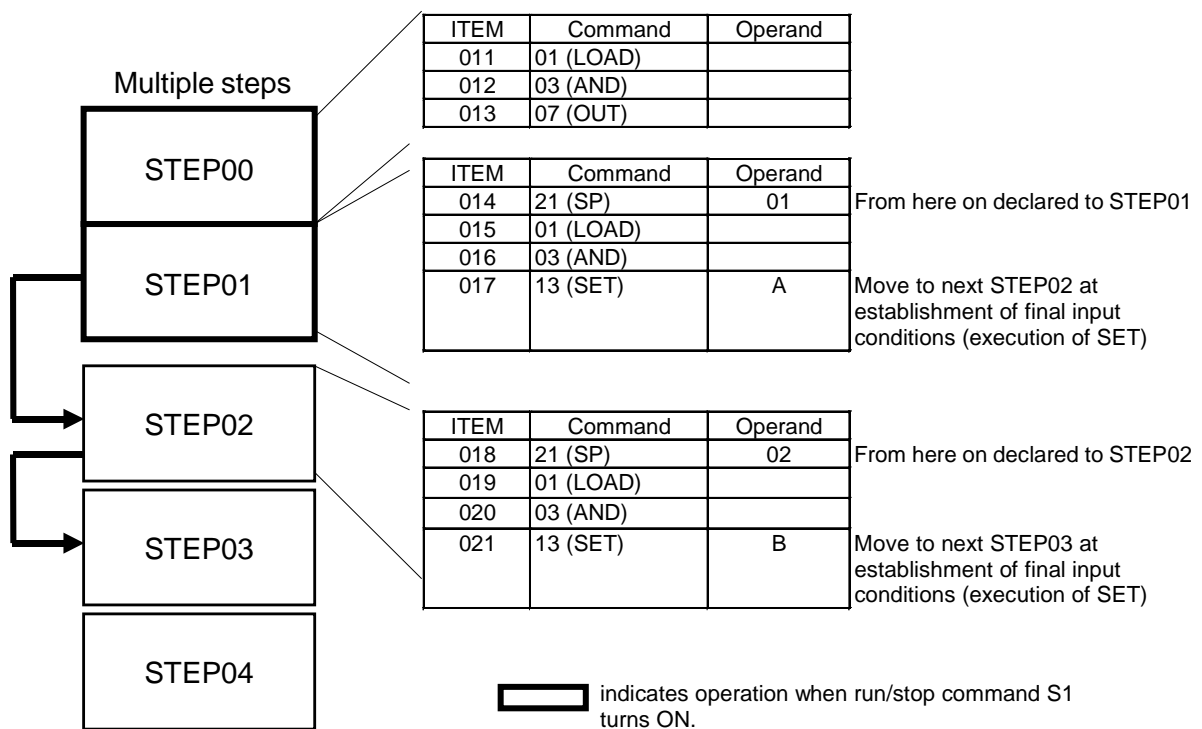 Multiple steps
STEP00
STEP01
STEP02
STEP03
STEP04
ITEM Command Operand
011 01 (LOAD)
012 03 (AND)
013 07 (OUT)
ITEM Command Operand
014 21 (SP) 01 From here on declared to STEP01
015 01 (LOAD)
016 03 (AND)
017 13 (SET) A Move to next STEP02 at
establishment of final input
conditions (execution of SET)
ITEM Command Operand
018 21 (SP) 02 From here on declared to STEP02
019 01 (LOAD)
020 03 (AND)
021 13 (SET) B Move to next STEP03 at
establishment of final input
conditions (execution of SET)
indicates operation when run/stop command S1
turns ON.